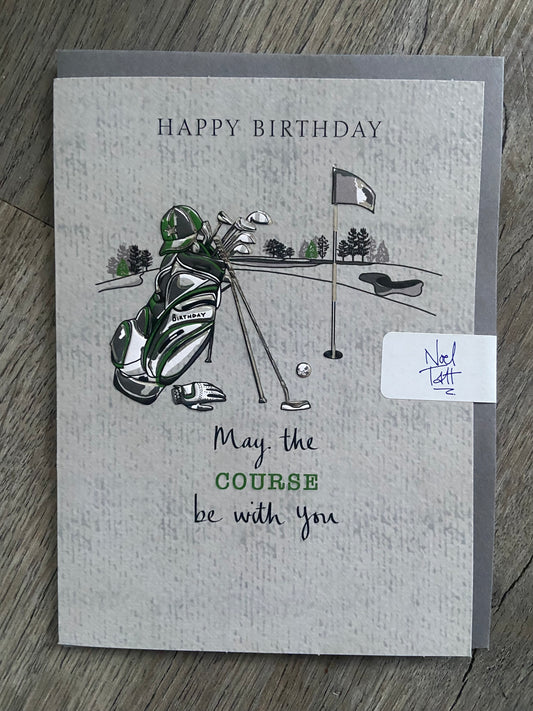 HAPPY BIRTHDAY
BIRTHDAY
Noel
Tatt
May the
COURSE
be with you